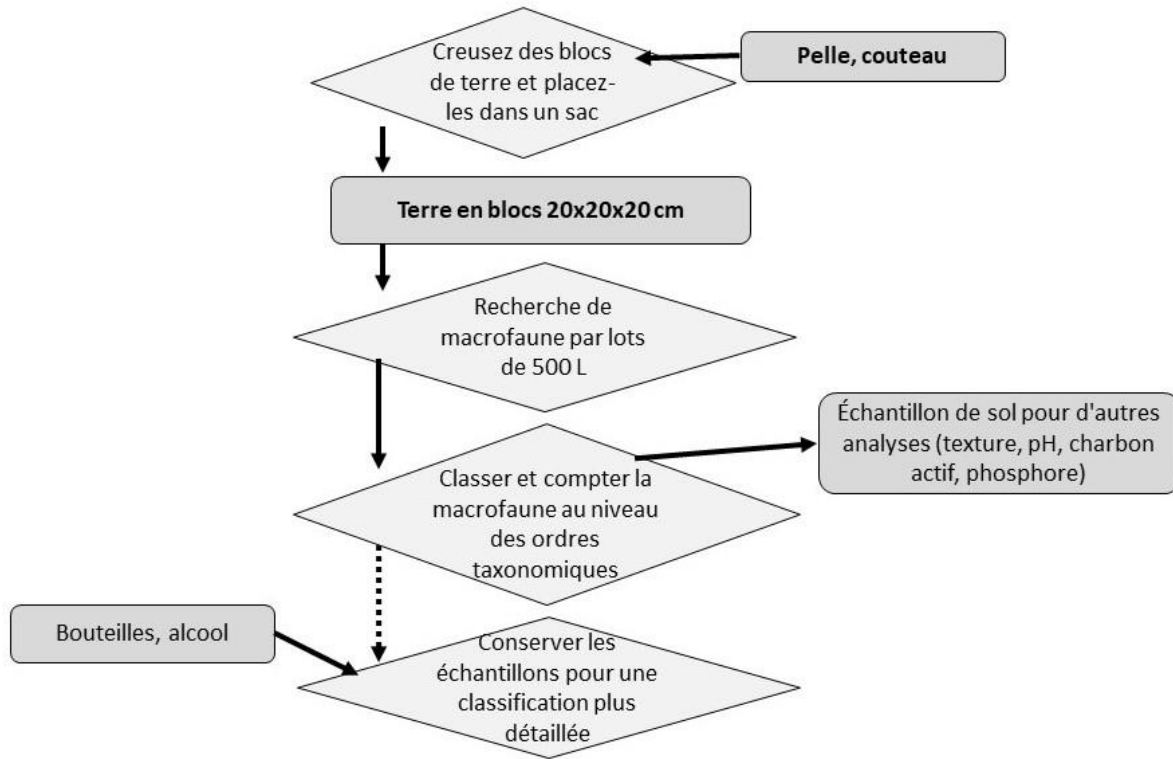 Creusez des blocs
de terre et placez-
les dans un sac
Pelle, couteau
Terre en blocs 20x20x20 cm
Recherche de
macrofaune par lots
de 500 L
Échantillon de sol pour d'autres
analyses (texture, pH, charbon
actif, phosphore)
Classer et compter la
macrofaune au niveau
des ordres
taxonomiques
Bouteilles, alcool
Conserver les
échantillons pour une
classification plus
détaillée